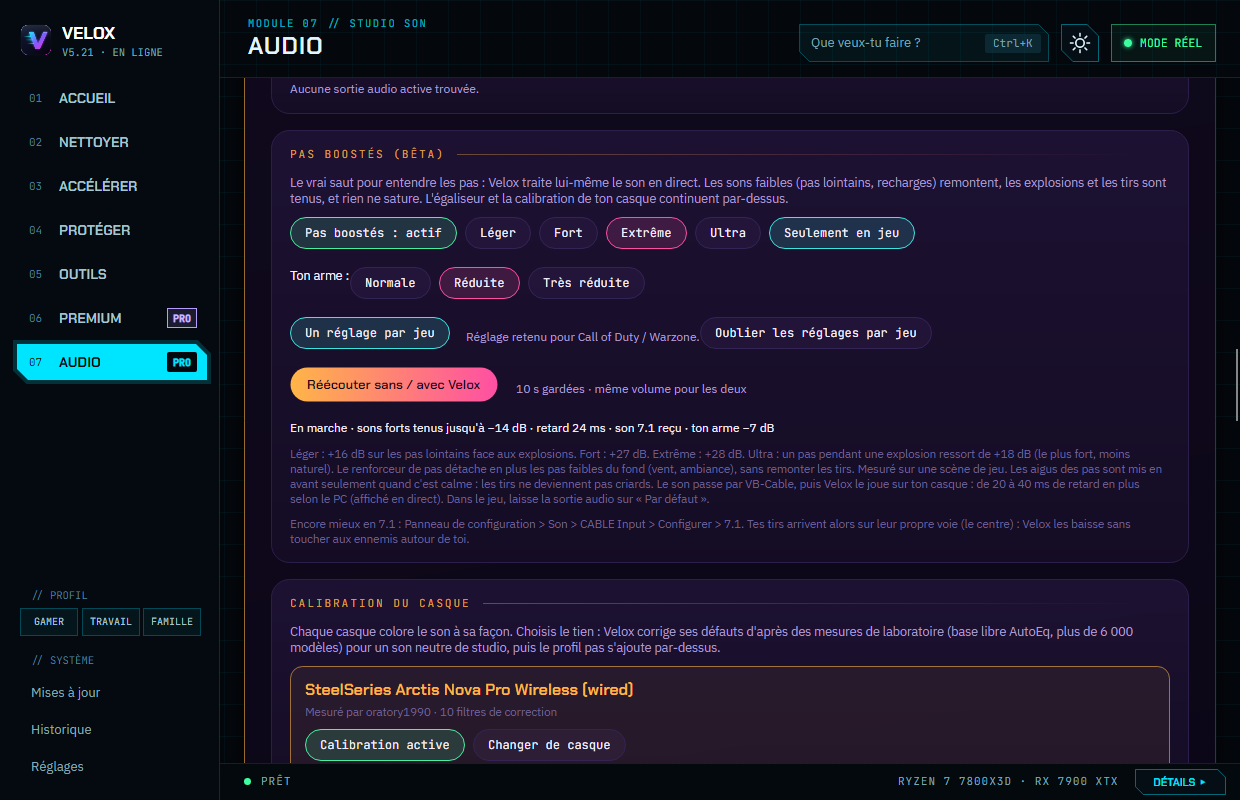 VELOX
V5.21 · EN LIGNE
01 ACCUEIL
02 NETTOYER
03 ACCÉLÉRER
04 PROTÉGER
05 OUTILS
06 PREMIUM PRO
07 AUDIO PRO
// PROFIL
GAMER TRAVAIL FAMILLE
// SYSTÈME
Mises à jour
Historique
Réglages
MODULE 07 // STUDIO SON
AUDIO
Que veux-tu faire ? Ctrl+K
MODE RÉEL
Aucune sortie audio active trouvée.
PAS BOOSTÉS (BÊTA)
Le vrai saut pour entendre les pas : Velox traite lui-même le son en direct. Les sons faibles (pas lointains, recharges) remontent, les explosions et les tirs sont
tenus, et rien ne sature. L'égaliseur et la calibration de ton casque continuent par-dessus.
Pas boostés : actif Léger Fort Extrême Ultra Seulement en jeu
Ton arme : Normale Réduite Très réduite
Un réglage par jeu Réglage retenu pour Call of Duty / Warzone. Oublier les réglages par jeu
Réécouter sans / avec Velox 10 s gardées · même volume pour les deux
En marche · sons forts tenus jusqu'à −14 dB · retard 24 ms · son 7.1 reçu · ton arme −7 dB
Léger : +16 dB sur les pas lointains face aux explosions. Fort : +27 dB. Extrême : +28 dB. Ultra : un pas pendant une explosion ressort de +18 dB (le plus fort, moins
naturel). Le renforceur de pas détache en plus les pas faibles du fond (vent, ambiance), sans remonter les tirs. Mesuré sur une scène de jeu. Les aigus des pas sont mis en
avant seulement quand c'est calme : les tirs ne deviennent pas criards. Le son passe par VB-Cable, puis Velox le joue sur ton casque : de 20 à 40 ms de retard en plus
selon le PC (affiché en direct). Dans le jeu, laisse la sortie audio sur « Par défaut ».
Encore mieux en 7.1 : Panneau de configuration > Son > CABLE Input > Configurer > 7.1. Tes tirs arrivent alors sur leur propre voie (le centre) : Velox les baisse sans
toucher aux ennemis autour de toi.
CALIBRATION DU CASQUE
Chaque casque colore le son à sa façon. Choisis le tien : Velox corrige ses défauts d'après des mesures de laboratoire (base libre AutoEq, plus de 6 000
modèles) pour un son neutre de studio, puis le profil pas s'ajoute par-dessus.
SteelSeries Arctis Nova Pro Wireless (wired)
Mesuré par oratory1990 · 10 filtres de correction
Calibration active Changer de casque
PRÊT
RYZEN 7 7800X3D · RX 7900 XTX
DÉTAILS ▸